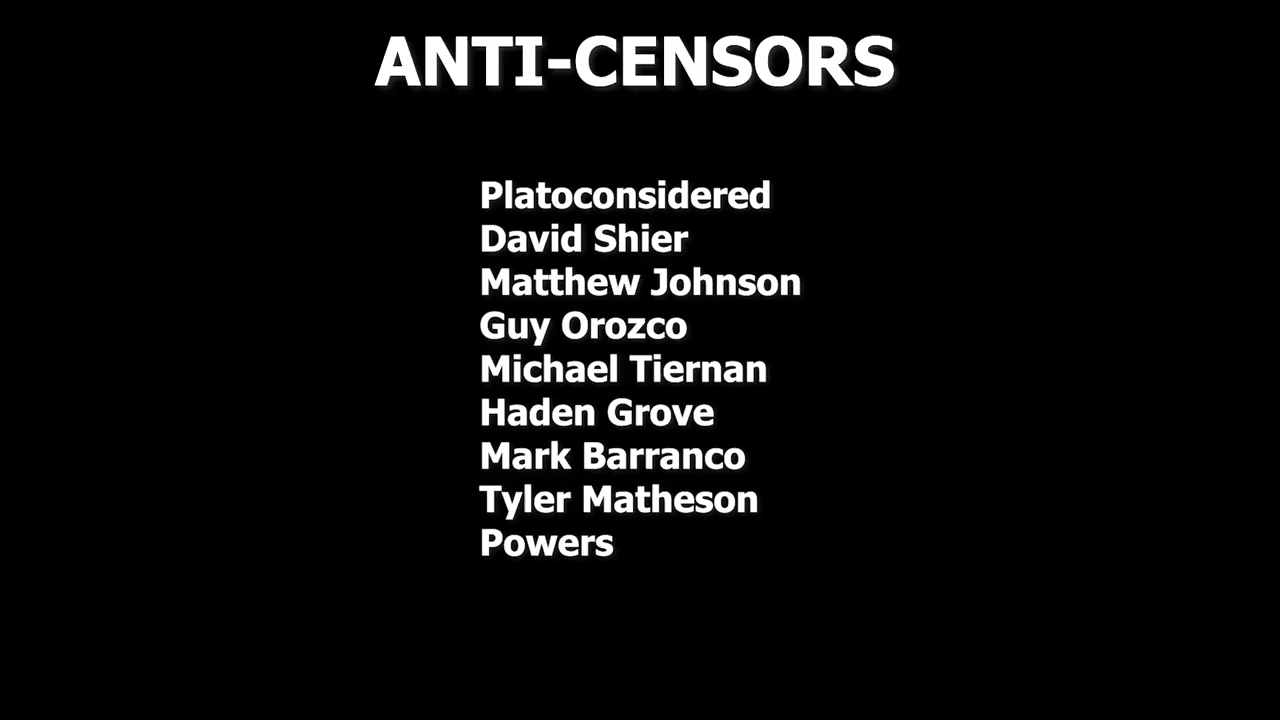 ANTI-CENSORS
Platoconsidered
David Shier
Matthew Johnson
Guy Orozco
Michael Tiernan
Haden Grove
Mark Barranco
Tyler Matheson
Powers